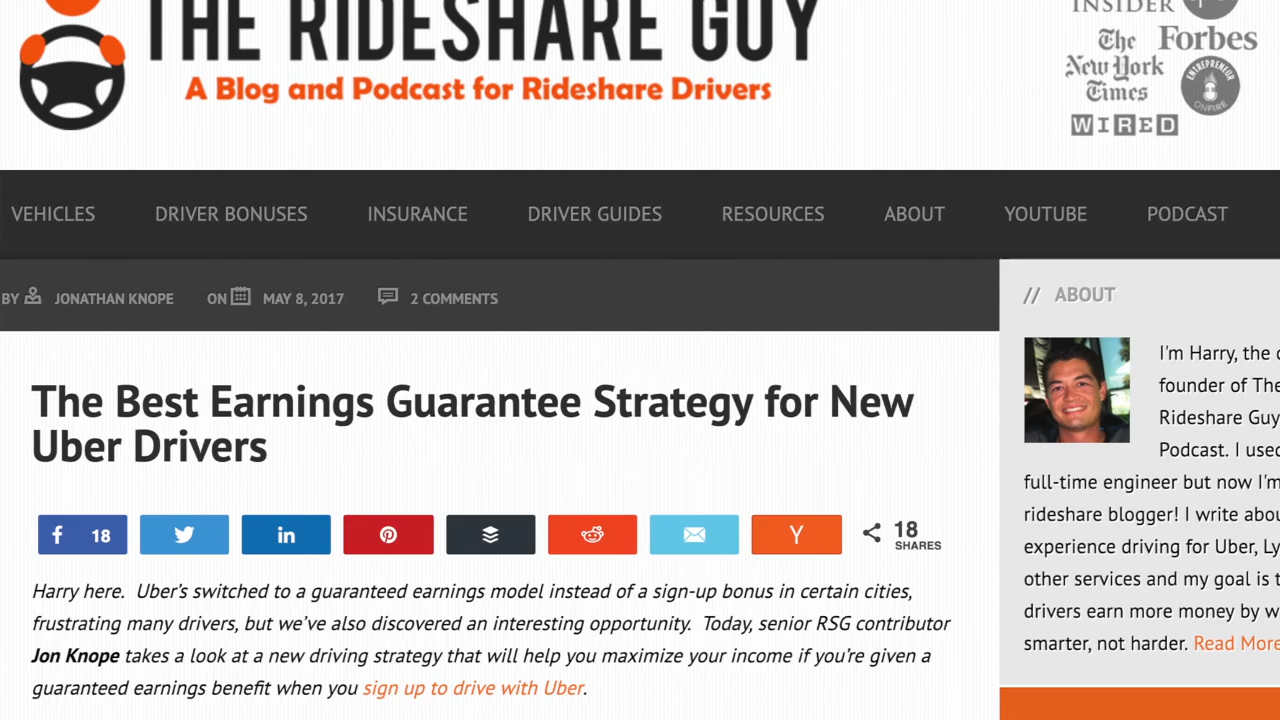 THE RIDESHARE GUY
A Blog and Podcast for Rideshare Drivers
INSIDER
The New York Times
Forbes
ENTREPRENEUR ON FIRE
WIRED
VEHICLES DRIVER BONUSES INSURANCE DRIVER GUIDES RESOURCES ABOUT YOUTUBE PODCAST
BY JONATHAN KNOPE ON MAY 8, 2017 2 COMMENTS
The Best Earnings Guarantee Strategy for New
Uber Drivers
18
18
SHARES
Harry here. Uber's switched to a guaranteed earnings model instead of a sign-up bonus in certain cities,
frustrating many drivers, but we've also discovered an interesting opportunity. Today, senior RSG contributor
Jon Knope takes a look at a new driving strategy that will help you maximize your income if you're given a
guaranteed earnings benefit when you sign up to drive with Uber.
// ABOUT
I'm Harry, the
founder of The
Rideshare Guy
Podcast. I used
full-time engineer but now I'm
rideshare blogger! I write
experience driving for Uber,
other services and my goal is
drivers earn more money by
smarter, not harder. Read More